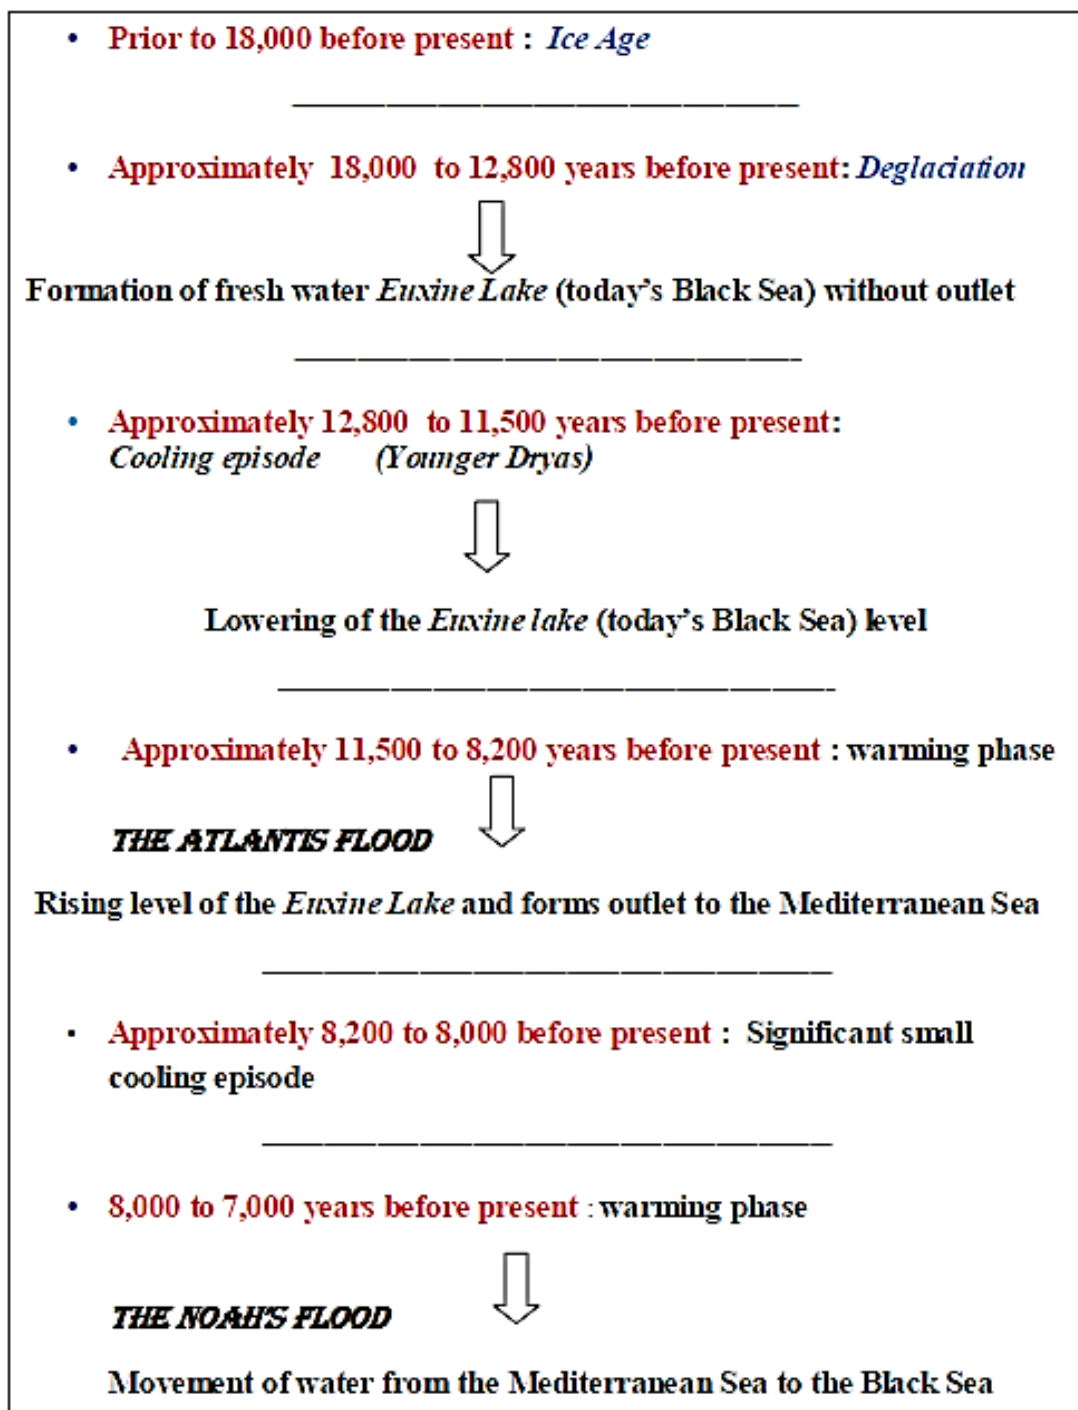 • Prior to 18,000 before present : Ice Age
• Approximately 18,000 to 12,800 years before present: Deglaciation
Formation of fresh water Euxine Lake (today's Black Sea) without outlet
• Approximately 12,800 to 11,500 years before present:
Cooling episode (Younger Dryas)
Lowering of the Euxine lake (today's Black Sea) level
• Approximately 11,500 to 8,200 years before present : warming phase
THE ATLANTIS FLOOD
Rising level of the Euxine Lake and forms outlet to the Mediterranean Sea
• Approximately 8,200 to 8,000 before present : Significant small
cooling episode
• 8,000 to 7,000 years before present : warming phase
THE NOAH'S FLOOD
Movement of water from the Mediterranean Sea to the Black Sea